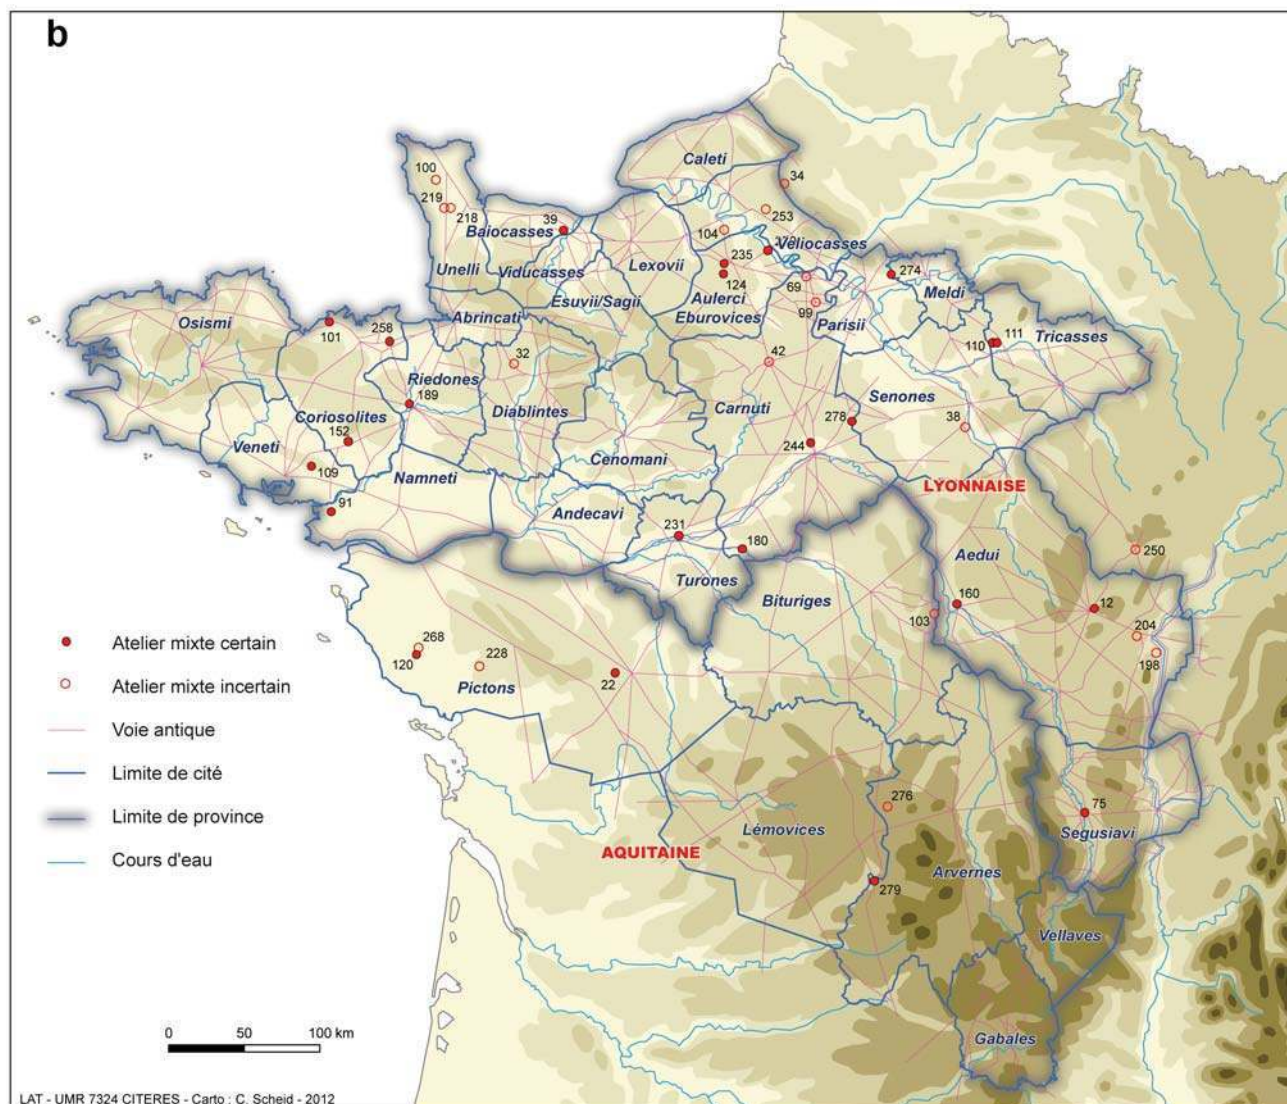 b
Caleti
34
100
219
218
39
253
104
Baiocasses
Véliocasses
235
Lexovii
274
Unelli
Viducasses
124
69
Meldi
Esuvii/Sagii
Aulerci
Eburovices
99
Parisii
Osismi
Abrincati
101
258
110
111
Tricasses
32
42
Riedones
189
Diablintes
Carnuti
Senones
Coriosolites
278
38
152
244
Veneti
Cenomani
109
Namneti
LYONNAISE
91
Andecavi
231
180
250
Aedui
Turones
Bituriges
160
12
103
204
268
228
198
120
22
Pictons
Atelier mixte certain
Atelier mixte incertain
Voie antique
Limite de cité
Limite de province
Cours d'eau
276
75
Lémovices
Segusiavi
AQUITAINE
Arvernes
279
Vellaves
0 50 100 km
Gabales
LAT - UMR 7324 CITERES - Carto : C. Scheid - 2012